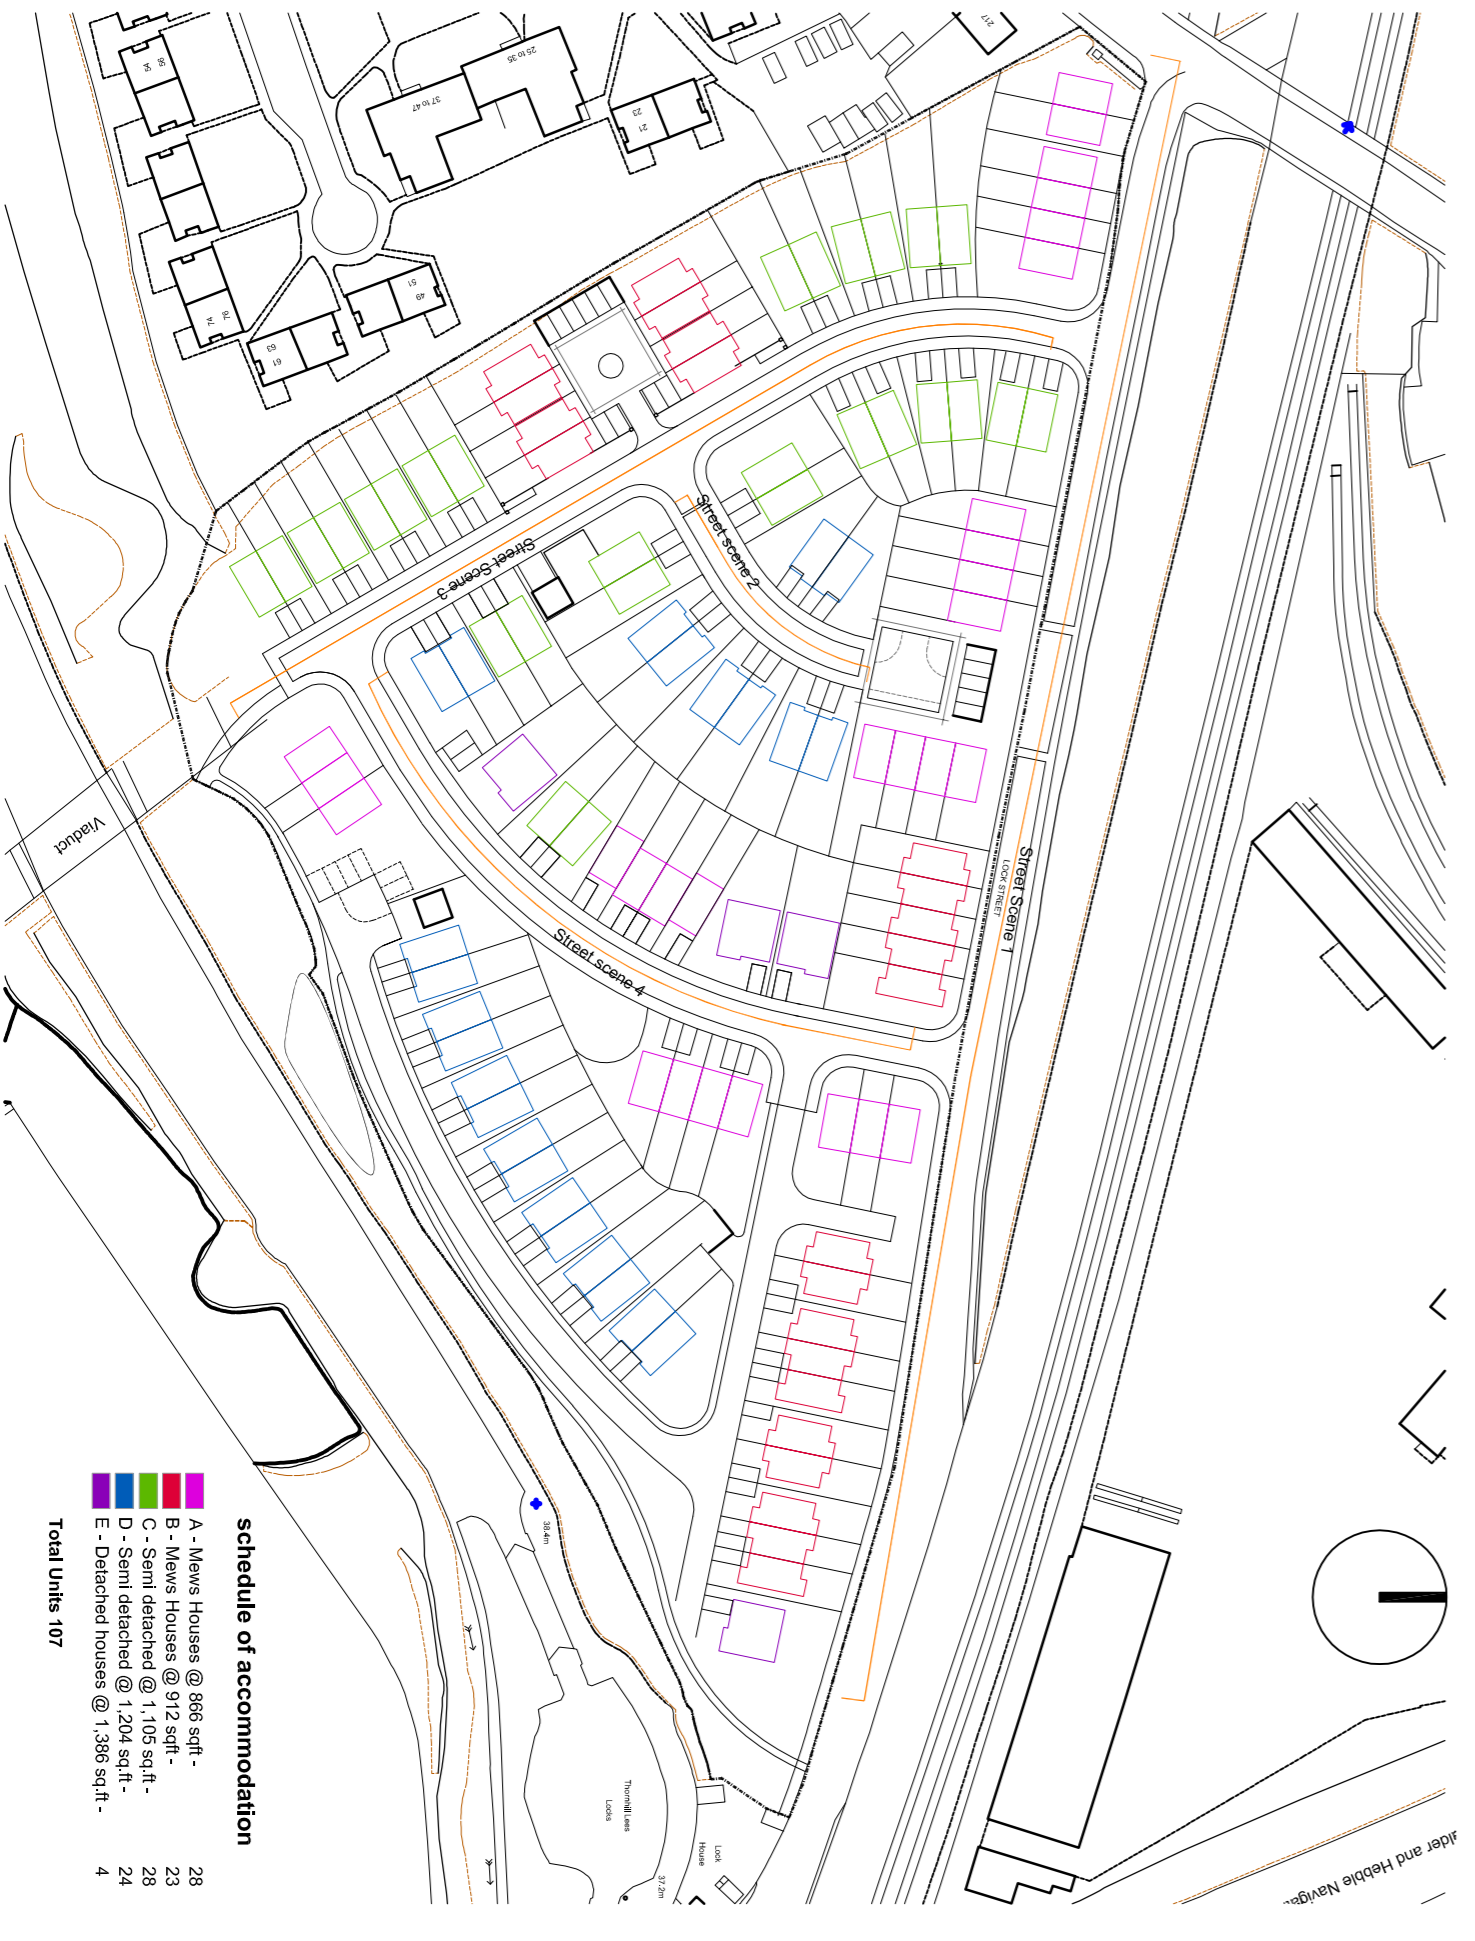 217
25 to 35
37 to 47
23
21
56
54
51
49
76
74
63
61
Street scene 2
Street Scene 3
Street Scene 1
LOCK STREET
Street scene 4
Viaduct
38.4m
Thornhill Lees
Locks
Lock
House
37.2m
alder and Hebble Naviga
schedule of accommodation
A - Mews Houses @ 866 sqft - 28
B - Mews Houses @ 912 sqft - 23
C - Semi detached @ 1,105 sq.ft - 28
D - Semi detached @ 1,204 sq.ft - 24
E - Detached houses @ 1,386 sq.ft - 4
Total Units 107